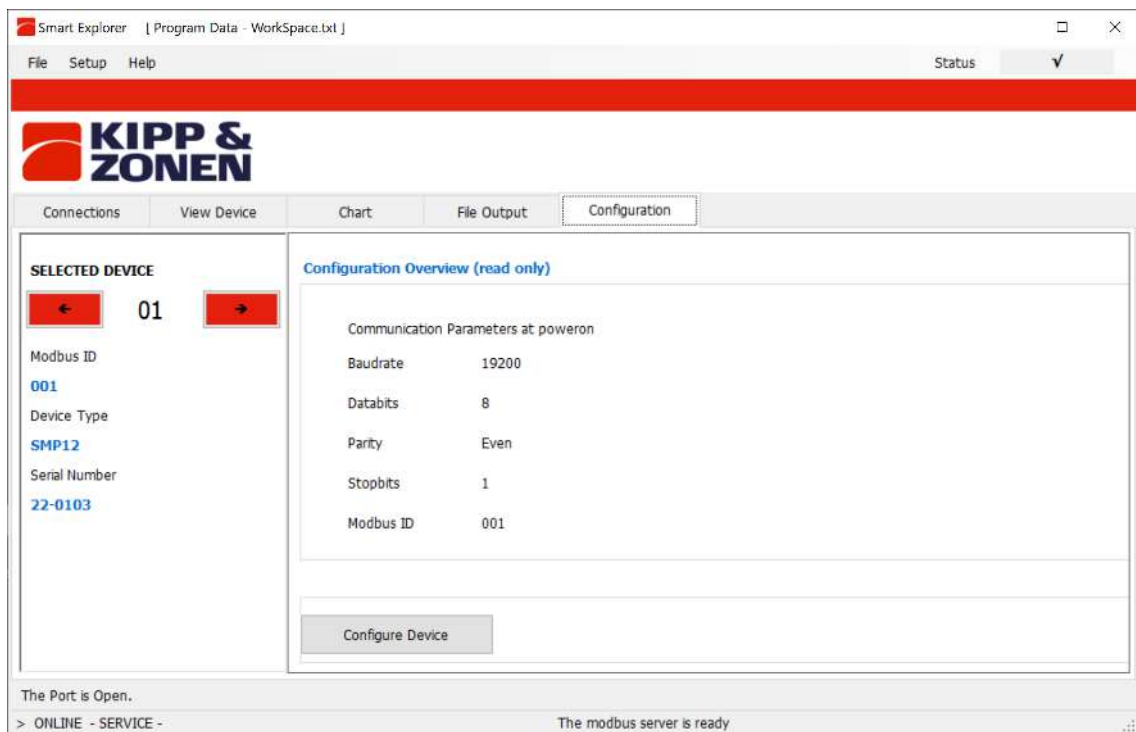 Smart Explorer [ Program Data - WorkSpace.txt ]
File Setup Help Status √
KIPP &
ZONEN
Connections View Device Chart File Output Configuration
SELECTED DEVICE
01
Modbus ID
001
Device Type
SMP12
Serial Number
22-0103
Configuration Overview (read only)
Communication Parameters at poweron
Baudrate 19200
Databits 8
Parity Even
Stopbits 1
Modbus ID 001
Configure Device
The Port is Open.
> ONLINE - SERVICE - The modbus server is ready